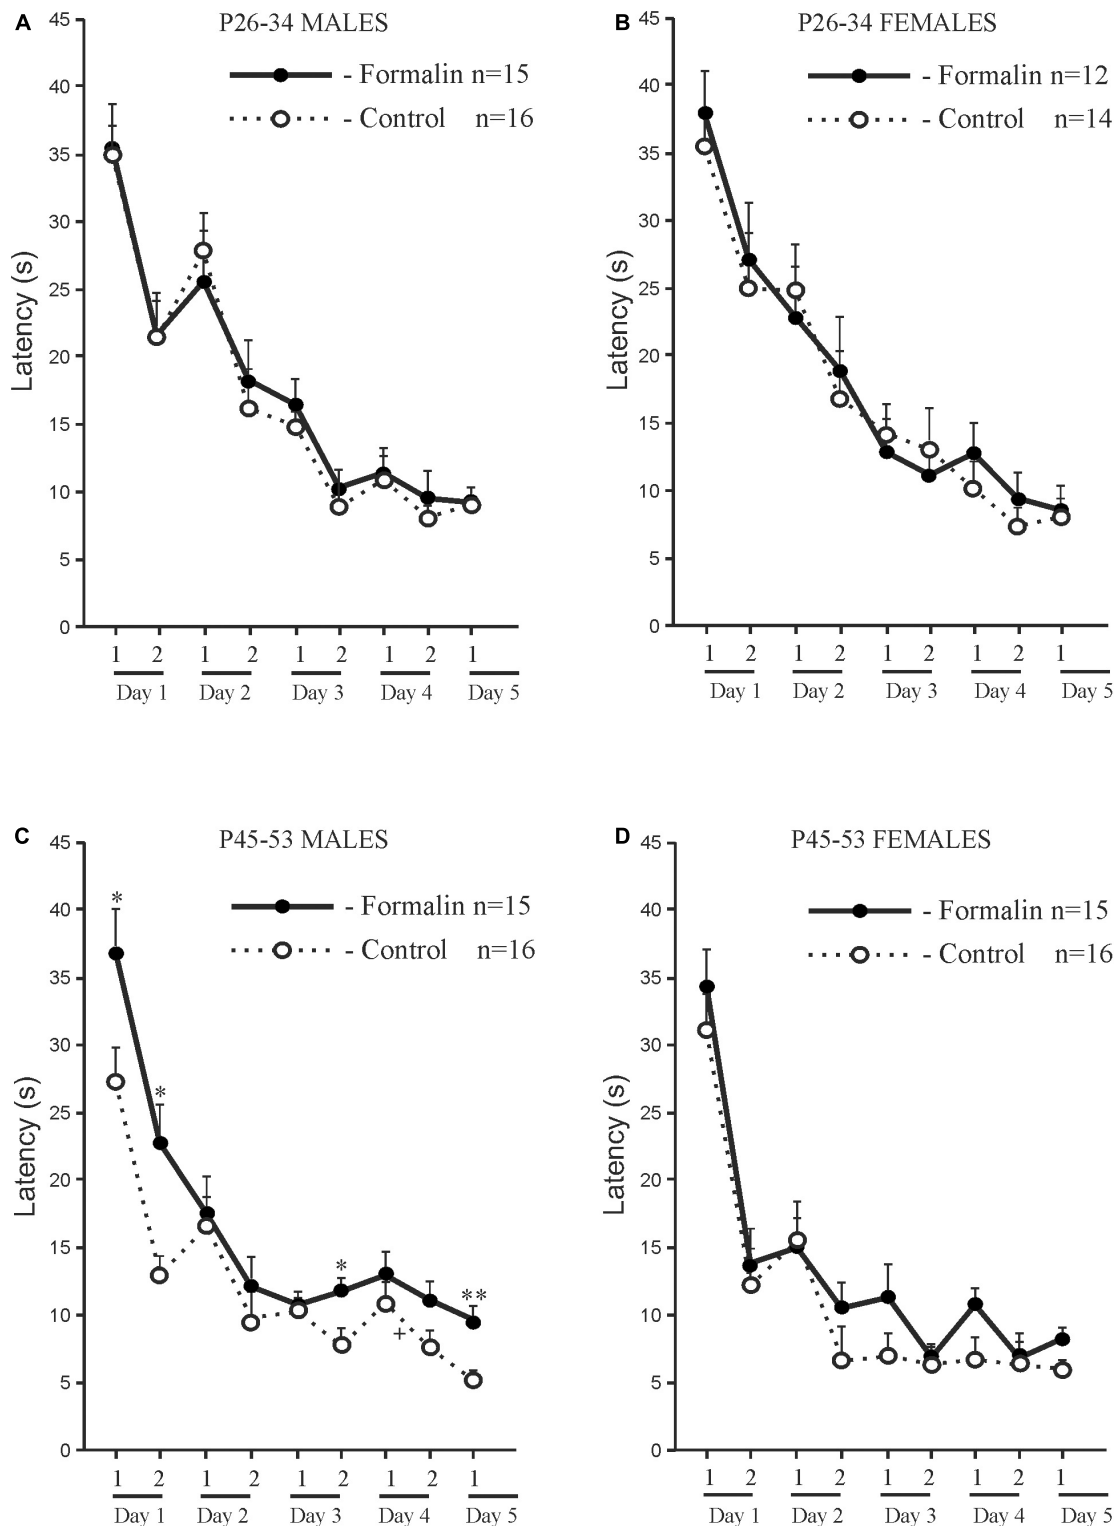 A
P26-34 MALES
- Formalin n=15
- Control n=16
Latency (s)
45
40
35
30
25
20
15
10
5
0
1 2 1 2 1 2 1 2 1
Day 1 Day 2 Day 3 Day 4 Day 5
B
P26-34 FEMALES
- Formalin n=12
- Control n=14
Latency (s)
45
40
35
30
25
20
15
10
5
0
1 2 1 2 1 2 1 2 1
Day 1 Day 2 Day 3 Day 4 Day 5
C
P45-53 MALES
- Formalin n=15
- Control n=16
Latency (s)
45
40
35
30
25
20
15
10
5
0
*
*
*
**
+
1 2 1 2 1 2 1 2 1
Day 1 Day 2 Day 3 Day 4 Day 5
D
P45-53 FEMALES
- Formalin n=15
- Control n=16
Latency (s)
45
40
35
30
25
20
15
10
5
0
1 2 1 2 1 2 1 2 1
Day 1 Day 2 Day 3 Day 4 Day 5